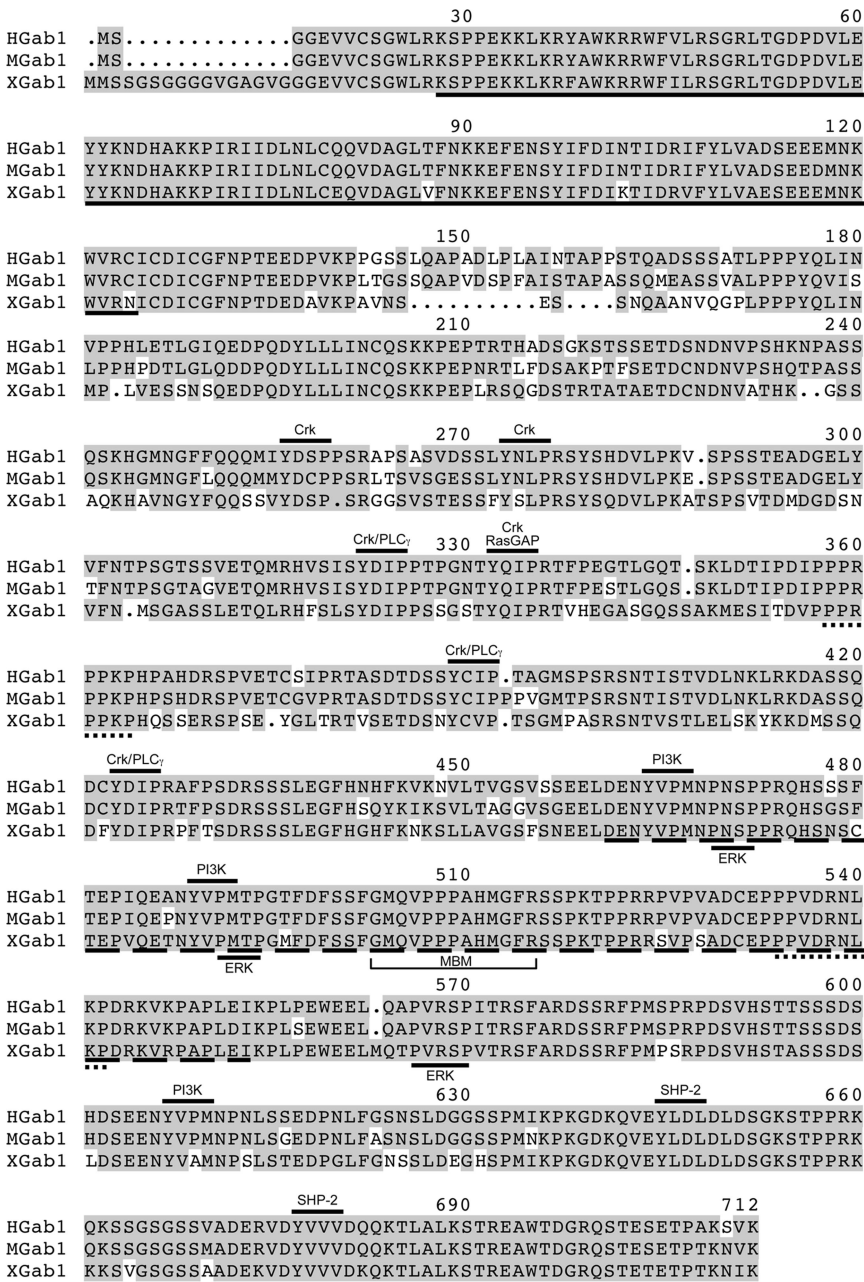 30 60
HGab1 .MS.............GGEVVCSGWLRKSPPEKKLKRYAWKRRWFVLRSGRLTGDPDVLE
MGab1 .MS.............GGEVVCSGWLRKSPPEKKLKRYAWKRRWFVLRSGRLTGDPDVLE
XGab1 MMSSGSGGGGVGAGVGGGEVVCSGWLRKSPPEKKLKRFAWKRRWFILRSGRLTGDPDVLE
90 120
HGab1 YYKNDHAKKPIRIIDLNLCQQVDAGLTFNKKEFENSYIFDINTIDRIFYLVADSEEEMNK
MGab1 YYKNDHAKKPIRIIDLNLCQQVDAGLTFNKKEFENSYIFDINTIDRIFYLVADSEEDMNK
XGab1 YYKNDHAKKPIRIIDLNLCEQVDAGLVFNKKEFENSYIFDIKTIDRVFYLVAESEEEMNK
150 180
HGab1 WVRCICDICGFNPTEEDPVKPPGSSLQAPADLPLAINTAPPSTQADSSSATLPPPYQLIN
MGab1 WVRCICDICGFNPTEEDPVKPLTGSSQAPVDSPFAISTAPASSQMEASSVALPPPYQVIS
XGab1 WVRNICDICGFNPTDEDAVKPAVNS..........ES....SNQAANVQGPLPPPYQLIN
210 240
HGab1 VPPHLETLGIQEDPQDYLLLINCQSKKPEPTRTHADSGKSTSSETDSNDNVPSHKNPASS
MGab1 LPPHPDTLGLQDDPQDYLLLINCQSKKPEPNRTLFDSAKPTFSETDCNDNVPSHQTPASS
XGab1 MP.LVESSNSQEDPQDYLLLINCQSKKPEPLRSQGDSTRTATAETDCNDNVATHK..GSS
Crk 270 Crk 300
HGab1 QSKHGMNGFFQQQMIYDSPPSRAPSASVDSSLYNLPRSYSHDVLPKV.SPSSTEADGELY
MGab1 QSKHGMNGFLQQQMMYDCPPSRLTSVSGESSLYNLPRSYSHDVLPKE.SPSSTEADGELY
XGab1 AQKHAVNGYFQQSSVYDSP.SRGGSVSTESSFYSLPRSYSQDVLPKATSPSVTDMDGDSN
Crk/PLCγ 330 Crk
RasGAP 360
HGab1 VFNTPSGTSSVETQMRHVSISYDIPPTPGNTYQIPRTFPEGTLGQT.SKLDTIPDIPPPR
MGab1 TFNTPSGTAGVETQMRHVSISYDIPPTPGNTYQIPRTFPESTLGQS.SKLDTIPDIPPPR
XGab1 VFN.MSGASSLETQLRHFSLSYDIPPSSGSTYQIPRTVHEGASGQSSAKMESITDVPPPR
Crk/PLCγ 420
HGab1 PPKPHPAHDRSPVETCSIPRTASDTDSSYCIP.TAGMSPSRSNTISTVDLNKLRKDASSQ
MGab1 PPKPHPSHDRSPVETCGVPRTASDTDSSYCIPPPVGMTPSRSNTISTVDLNKLRKDASSQ
XGab1 PPKPHQSSERSPSE.YGLTRTVSETDSNYCVP.TSGMPASRSNTVSTLELSKYKKDMSSQ
Crk/PLCγ 450 PI3K 480
HGab1 DCYDIPRAFPSDRSSSLEGFHNHFKVKNVLTVGSVSSEELDENYVPMNPNSPPRQHSSSF
MGab1 DCYDIPRTFPSDRSSSLEGFHSQYKIKSVLTAGGVSGEELDENYVPMNPNSPPRQHSGSF
XGab1 DFYDIPRPFTSDRSSSLEGFHGHFKNKSLLAVGSFSNEELDENYVPMNPNSPPRQHSNSC
ERK
PI3K 510 540
HGab1 TEPIQEANYVPMTPGTFDFSSFGMQVPPPAHMGFRSSPKTPPRRPVPVADCEPPPVDRNL
MGab1 TEPIQEPNYVPMTPGTFDFSSFGMQVPPPAHMGFRSSPKTPPRRPVPVADCEPPPVDRNL
XGab1 TEPVQETNYVPMTPGMFDFSSFGMQVPPPAHMGFRSSPKTPPRRSVPSADCEPPPVDRNL
ERK MBM
570 600
HGab1 KPDRKVKPAPLEIKPLPEWEEL.QAPVRSPITRSFARDSSRFPMSPRPDSVHSTTSSSDS
MGab1 KPDRKVKPAPLDIKPLSEWEEL.QAPVRSPITRSFARDSSRFPMSPRPDSVHSTTSSSDS
XGab1 KPDRKVRPAPLEIKPLPEWEELMQTPVRSPVTRSFARDSSRFPMPSRPDSVHSTASSSDS
ERK
PI3K 630 SHP-2 660
HGab1 HDSEENYVPMNPNLSSEDPNLFGSNSLDGGSSPMIKPKGDKQVEYLDLDLDSGKSTPPRK
MGab1 HDSEENYVPMNPNLSGEDPNLFASNSLDGGSSPMNKPKGDKQVEYLDLDLDSGKSTPPRK
XGab1 LDSEENYVAMNPSLSTEDPGLFGNSSLDEGHSPMIKPKGDKQVEYLDLDLDSGKSTPPRK
SHP-2 690 712
HGab1 QKSSGSGSSVADERVDYVVVDQQKTLALKSTREAWTDGRQSTESETPAKSVK
MGab1 QKSSGSGSSMADERVDYVVVDQQKTLALKSTREAWTDGRQSTESETPTKNVK
XGab1 KKSVGSGSSAADEKVDYVVVDKQKTLALKSTREAWTDGRQSTETETPTKNIK